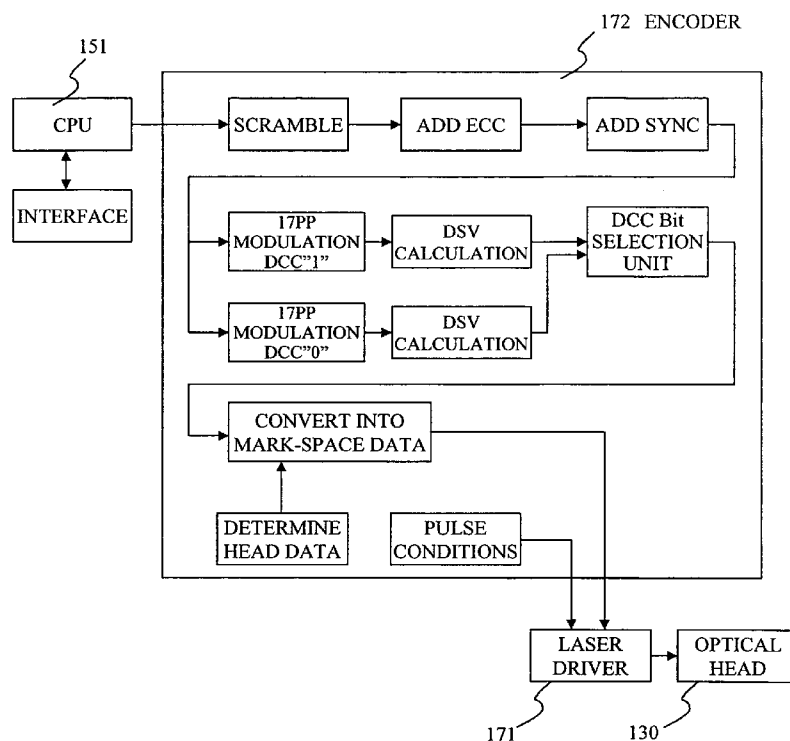 172 ENCODER
151
CPU
SCRAMBLE
ADD ECC
ADD SYNC
INTERFACE
17PP
MODULATION
DCC"1"
DSV
CALCULATION
DCC Bit
SELECTION
UNIT
17PP
MODULATION
DCC"0"
DSV
CALCULATION
CONVERT INTO
MARK-SPACE DATA
DETERMINE
HEAD DATA
PULSE
CONDITIONS
LASER
DRIVER
OPTICAL
HEAD
171
130